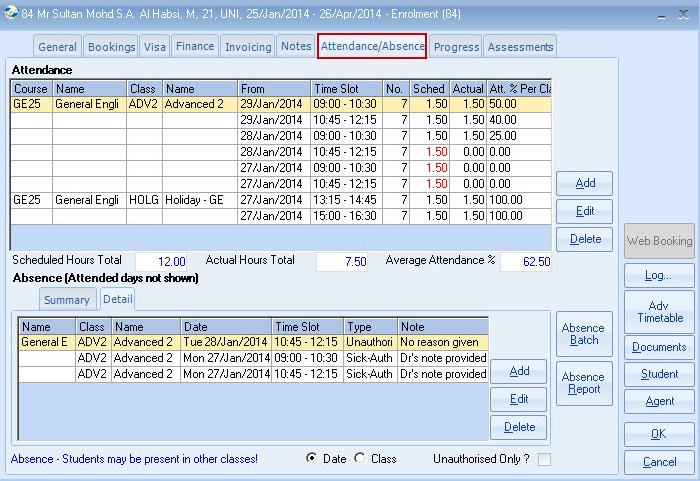 84 Mr Sultan Mohd S.A. Al Habsi, M, 21, UNI, 25/Jan/2014 - 26/Apr/2014 - Enrolment (84)
General Bookings Visa Finance Invoicing Notes Attendance/Absence Progress Assessments
Attendance
Course Name Class Name From Time Slot No. Sched Actual Att. % Per Cla
GE25 General Engli ADV2 Advanced 2 29/Jan/2014 09:00 - 10:30 7 1.50 1.50 50.00
29/Jan/2014 10:45 - 12:15 7 1.50 1.50 40.00
28/Jan/2014 09:00 - 10:30 7 1.50 1.50 25.00
28/Jan/2014 10:45 - 12:15 7 1.50 0.00 0.00
27/Jan/2014 09:00 - 10:30 7 1.50 0.00 0.00
27/Jan/2014 10:45 - 12:15 7 1.50 0.00 0.00
GE25 General Engli HOLG Holiday - GE 27/Jan/2014 13:15 - 14:45 7 1.50 1.50 100.00
27/Jan/2014 15:00 - 16:30 7 1.50 1.50 100.00
Add
Edit
Delete
Scheduled Hours Total 12.00 Actual Hours Total 7.50 Average Attendance % 62.50
Absence (Attended days not shown)
Summary Detail
Name Class Name Date Time Slot Type Note
General E ADV2 Advanced 2 Tue 28/Jan/2014 10:45 - 12:15 Unauthori No reason given
ADV2 Advanced 2 Mon 27/Jan/2014 09:00 - 10:30 Sick-Auth Dr's note provided
ADV2 Advanced 2 Mon 27/Jan/2014 10:45 - 12:15 Sick-Auth Dr's note provided
Add
Edit
Delete
Absence Batch
Absence Report
Absence - Students may be present in other classes! Date Class Unauthorised Only ?
Web Booking
Log...
Adv Timetable
Documents
Student
Agent
OK
Cancel